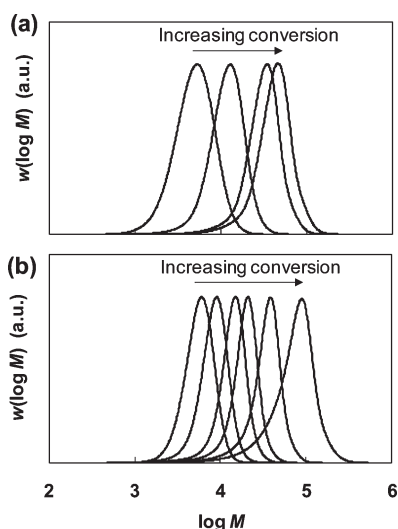 (a)
Increasing conversion
w(log M) (a.u.)
(b)
Increasing conversion
w(log M) (a.u.)
2 3 4 5 6
log M